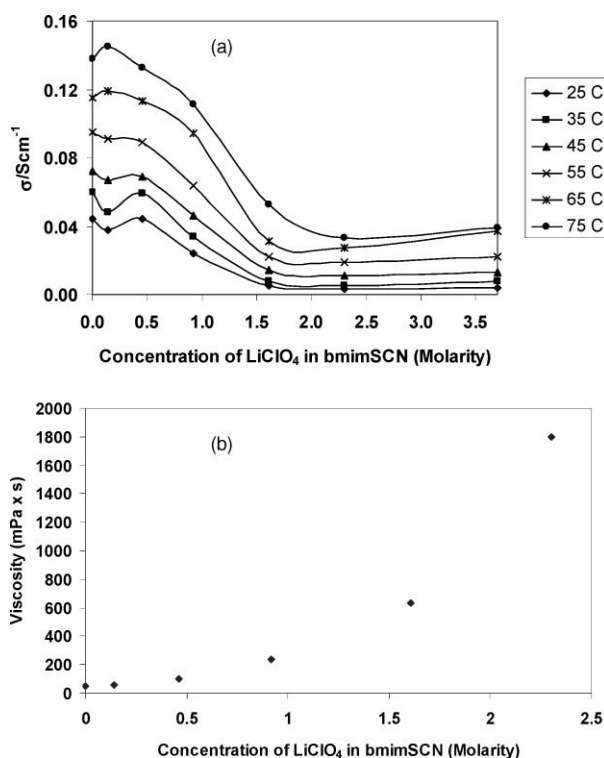 (a)
σ/Scm⁻¹
0.16
0.12
0.08
0.04
0.00
0.0 0.5 1.0 1.5 2.0 2.5 3.0 3.5
Concentration of LiClO₄ in bmimSCN (Molarity)
25 C
35 C
45 C
55 C
65 C
75 C
(b)
Viscosity (mPa x s)
2000
1800
1600
1400
1200
1000
800
600
400
200
0
0 0.5 1 1.5 2 2.5
Concentration of LiClO₄ in bmimSCN (Molarity)